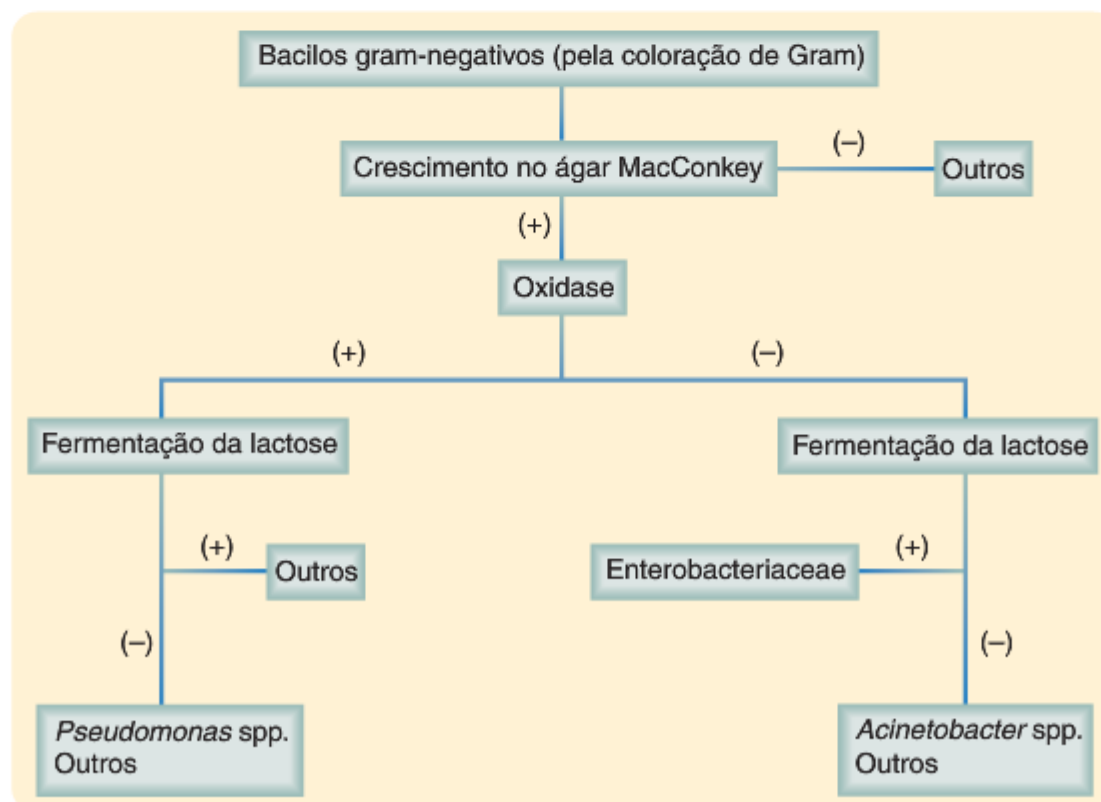 Bacilos gram-negativos (pela coloração de Gram)
Crescimento no ágar MacConkey
(–)
Outros
(+)
Oxidase
(+)
(–)
Fermentação da lactose
Fermentação da lactose
(+)
Outros
Enterobacteriaceae
(+)
(–)
(–)
Pseudomonas spp.
Outros
Acinetobacter spp.
Outros